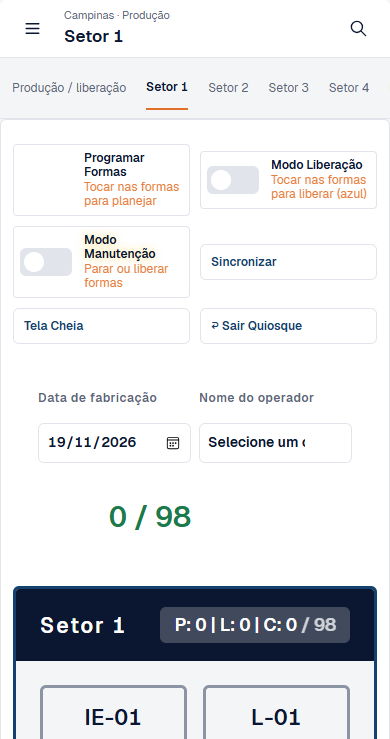 Campinas · Produção
Setor 1
Produção / liberação
Setor 1
Setor 2
Setor 3
Setor 4
Programar
Formas
Tocar nas formas
para planejar
Modo Liberação
Tocar nas formas
para liberar (azul)
Modo
Manutenção
Parar ou liberar
formas
Sincronizar
Tela Cheia
Sair Quiosque
Data de fabricação
Nome do operador
19/11/2026
Selecione um
0 / 98
Setor 1
P: 0 | L: 0 | C: 0 / 98
IE-01
L-01